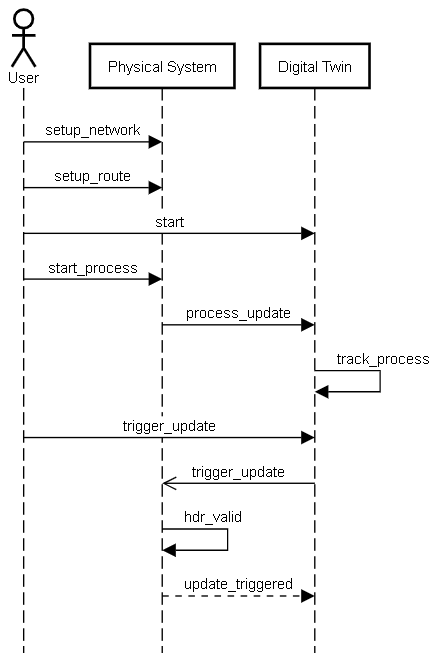 User
Physical System
Digital Twin
setup_network
setup_route
start
start_process
process_update
track_process
trigger_update
trigger_update
hdr_valid
update_triggered